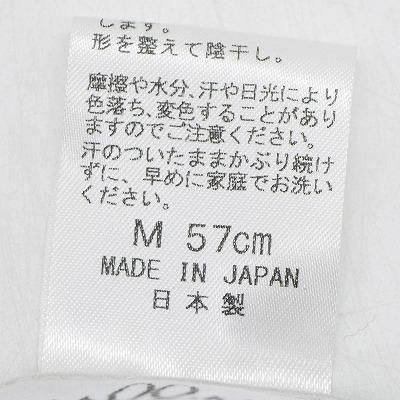 します。
形を整えて陰干し。
摩擦や水分、汗や日光により
色落ち、変色することがあり
ますのでご注意ください。
汗のついたままかぶり続け
ずに、早めに家庭でお洗い
ください。
M 57cm
MADE IN JAPAN
日本製